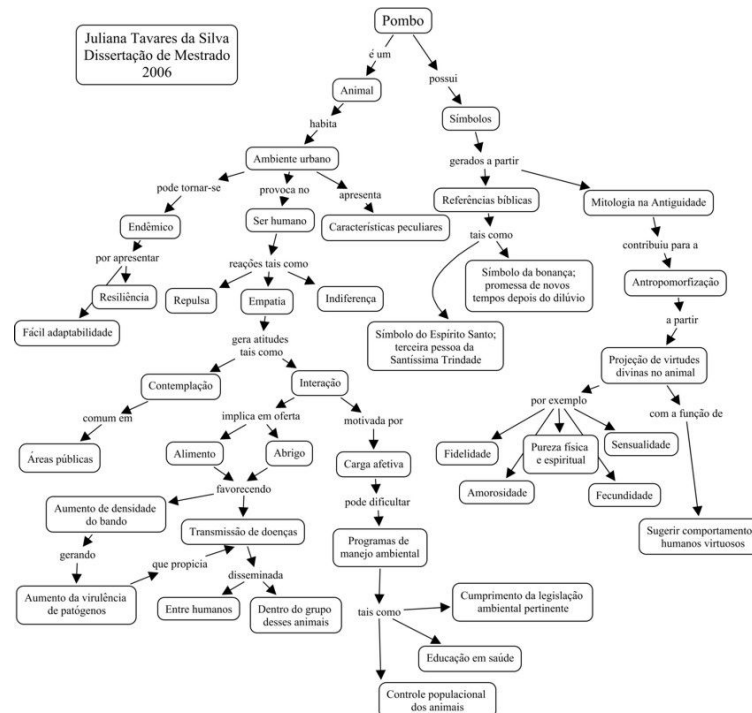 Juliana Tavares da Silva
Dissertação de Mestrado
2006
Pombo
é um
possui
Animal
Símbolos
habita
gerados a partir
Ambiente urbano
pode tornar-se
provoca no
apresenta
Referências bíblicas
Mitologia na Antiguidade
Endêmico
Ser humano
Características peculiares
tais como
contribuiu para a
por apresentar
reações tais como
Resiliência
Repulsa
Empatia
Indiferença
Símbolo da bonança;
promessa de novos
tempos depois do dilúvio
Antropomorfização
Fácil adaptabilidade
gera atitudes
tais como
Símbolo do Espírito Santo;
terceira pessoa da
Santíssima Trindade
a partir
Projeção de virtudes
divinas no animal
Contemplação
Interação
comum em
implica em oferta
motivada por
por exemplo
com a função de
Áreas públicas
Alimento
Abrigo
Carga afetiva
Fidelidade
Pureza física
e espiritual
Sensualidade
Amorosidade
Fecundidade
favorecendo
pode dificultar
Aumento de densidade
do bando
Transmissão de doenças
Programas de
manejo ambiental
Sugerir comportamento
humanos virtuosos
gerando
que propicia
disseminada
Aumento da virulência
de patógenos
Entre humanos
Dentro do grupo
desses animais
tais como
Cumprimento da legislação
ambiental pertinente
Educação em saúde
Controle populacional
dos animais